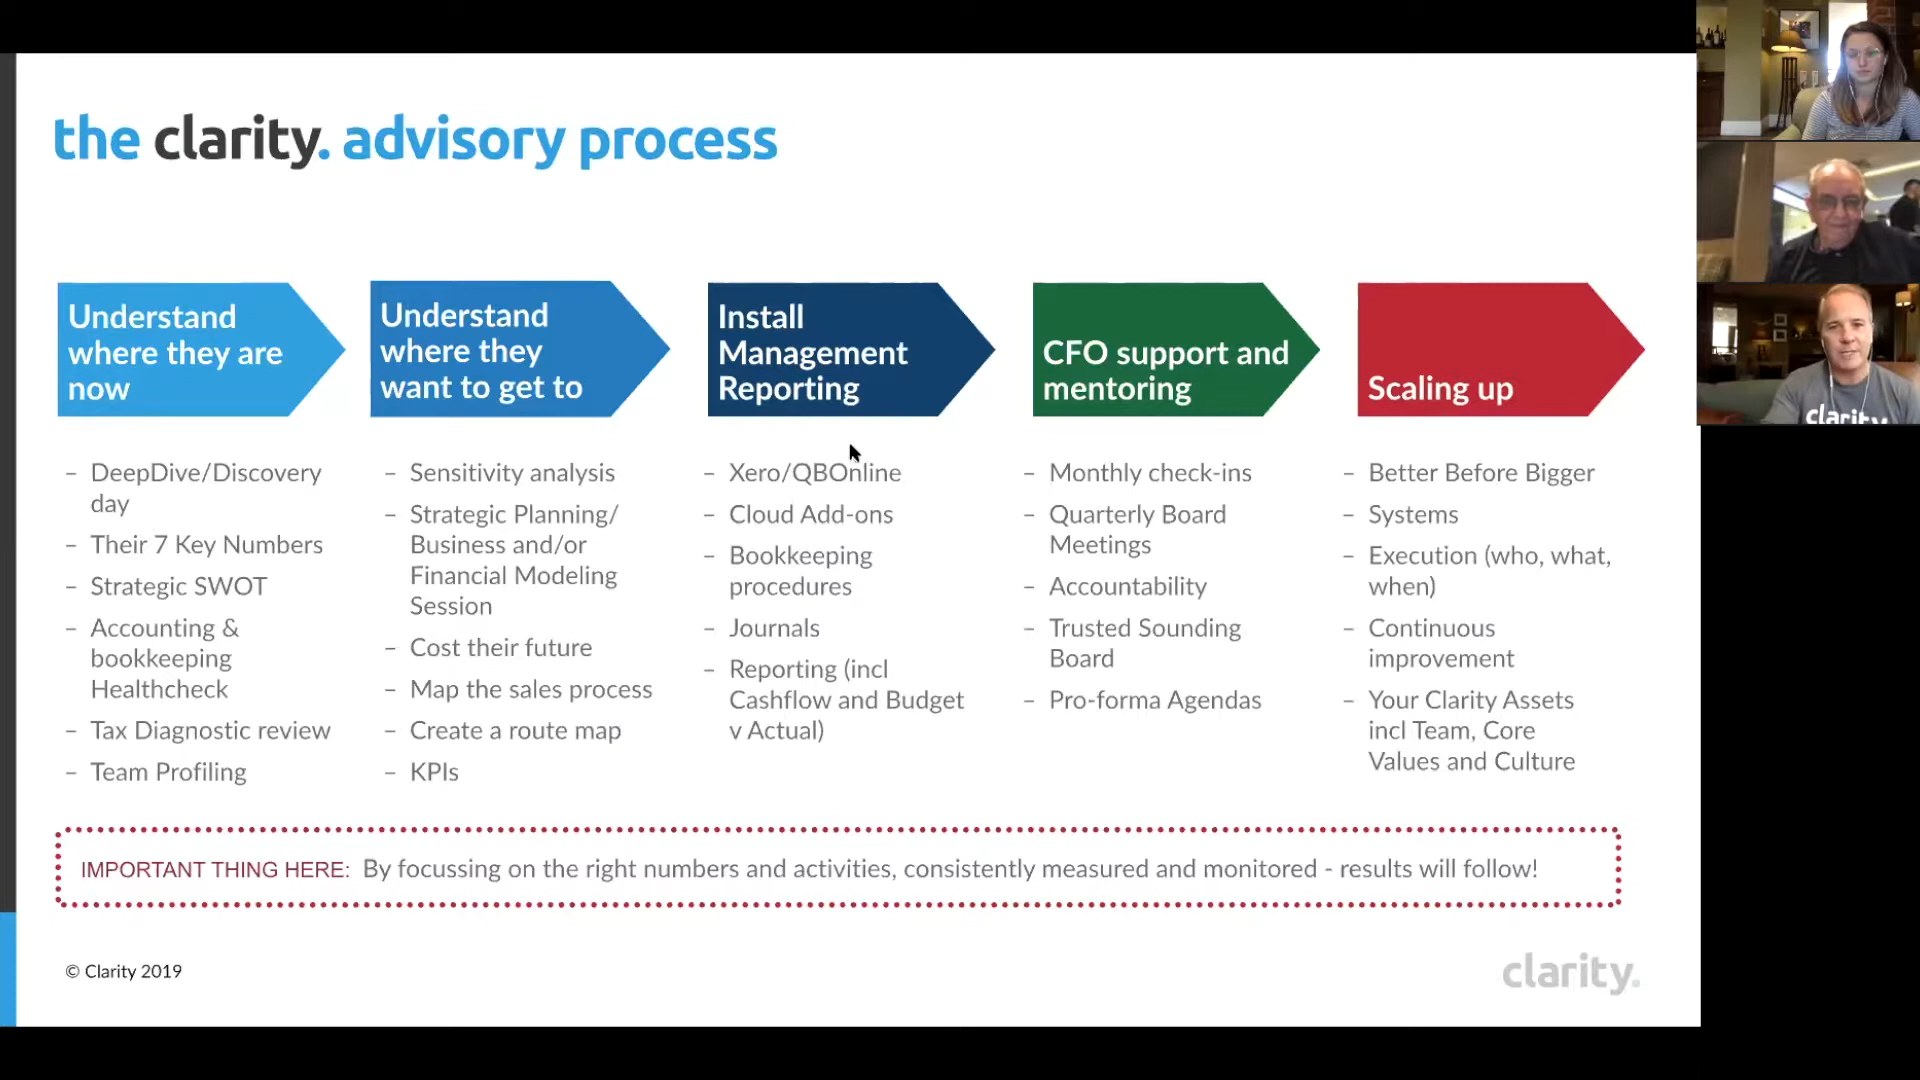 the clarity. advisory process
Understand
where they are
now
Understand
where they
want to get to
Install
Management
Reporting
CFO support and
mentoring
Scaling up
– DeepDive/Discovery
day
– Their 7 Key Numbers
– Strategic SWOT
– Accounting &
bookkeeping
Healthcheck
– Tax Diagnostic review
– Team Profiling
– Sensitivity analysis
– Strategic Planning/
Business and/or
Financial Modeling
Session
– Cost their future
– Map the sales process
– Create a route map
– KPIs
– Xero/QBOnline
– Cloud Add-ons
– Bookkeeping
procedures
– Journals
– Reporting (incl
Cashflow and Budget
v Actual)
– Monthly check-ins
– Quarterly Board
Meetings
– Accountability
– Trusted Sounding
Board
– Pro-forma Agendas
– Better Before Bigger
– Systems
– Execution (who, what,
when)
– Continuous
improvement
– Your Clarity Assets
incl Team, Core
Values and Culture
IMPORTANT THING HERE: By focussing on the right numbers and activities, consistently measured and monitored - results will follow!
© Clarity 2019
clarity.
clarity